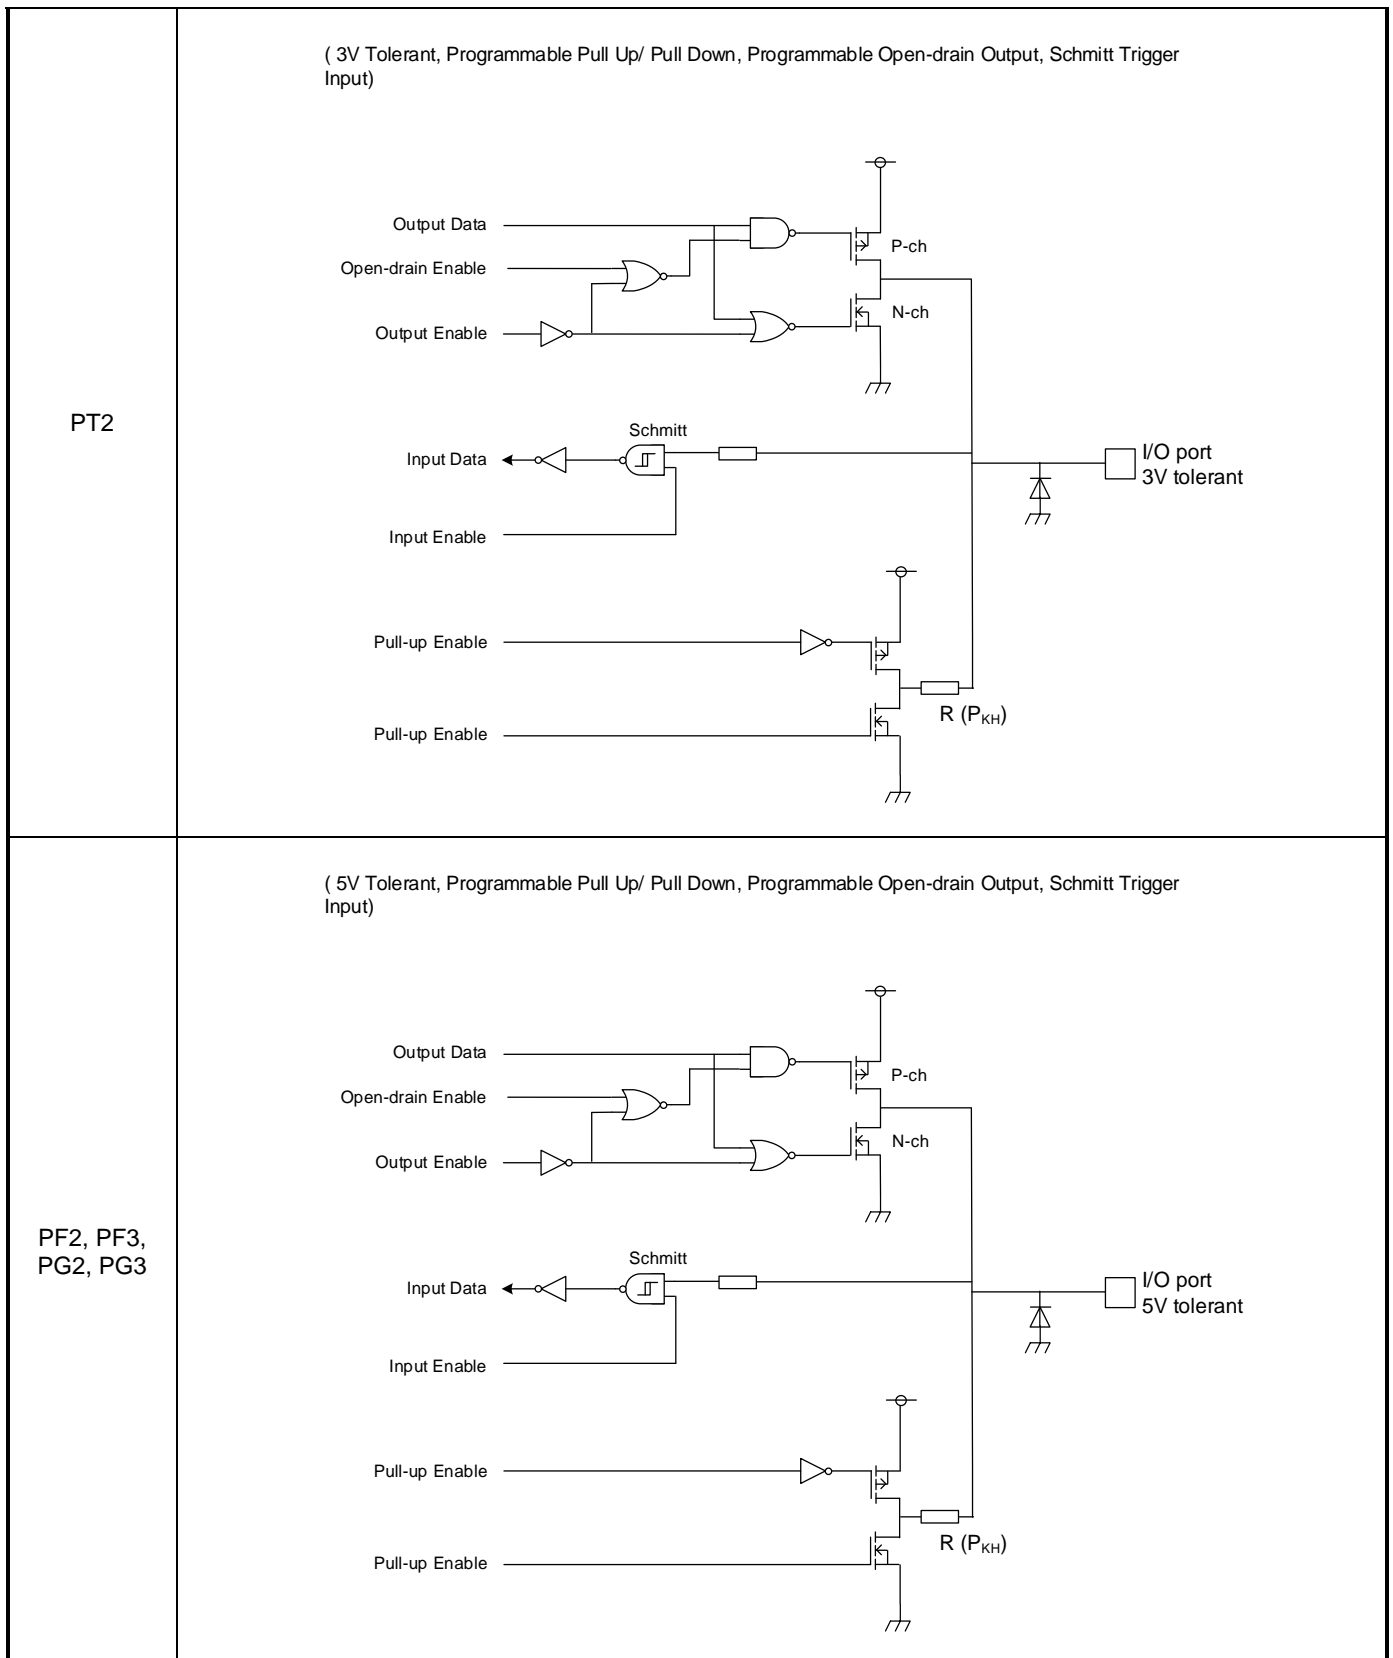 ( 3V Tolerant, Programmable Pull Up/ Pull Down, Programmable Open-drain Output, Schmitt Trigger
Input)
Output Data
P-ch
Open-drain Enable
N-ch
Output Enable
PT2
Schmitt
Input Data
I/O port
3V tolerant
Input Enable
Pull-up Enable
R (PKH)
Pull-up Enable
( 5V Tolerant, Programmable Pull Up/ Pull Down, Programmable Open-drain Output, Schmitt Trigger
Input)
Output Data
P-ch
Open-drain Enable
N-ch
Output Enable
PF2, PF3,
PG2, PG3
Schmitt
Input Data
I/O port
5V tolerant
Input Enable
Pull-up Enable
R (PKH)
Pull-up Enable